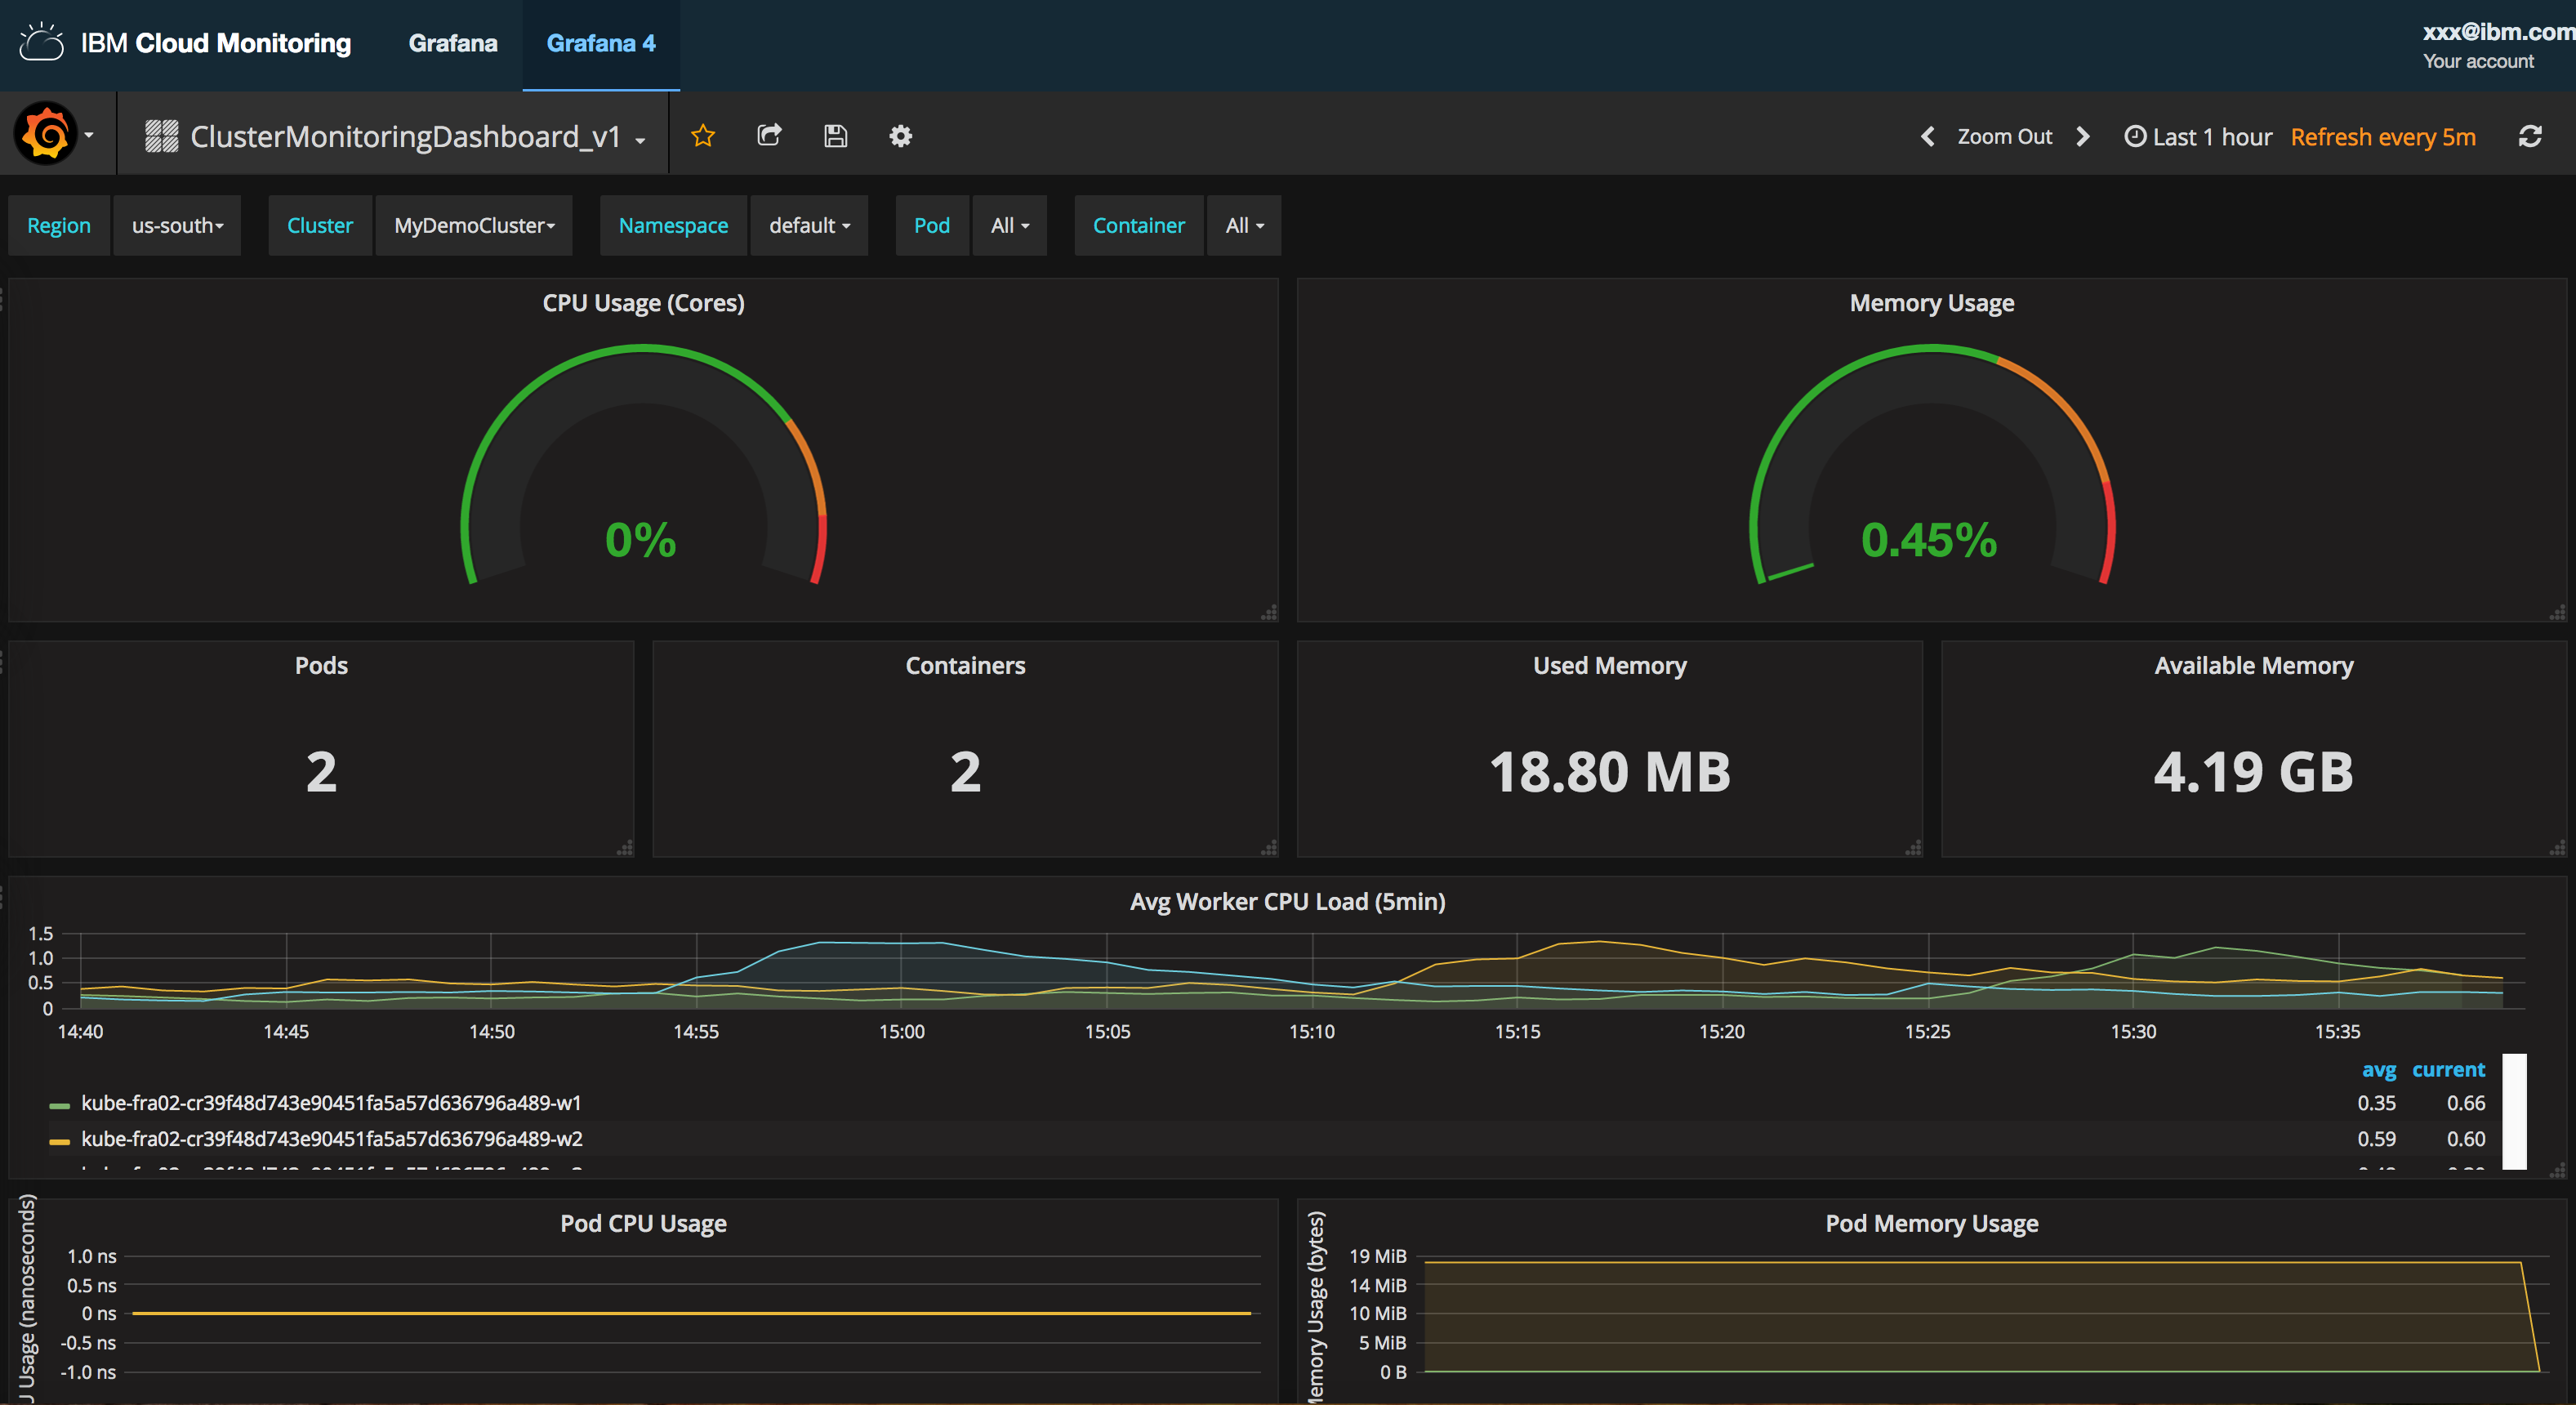 IBM Cloud Monitoring Grafana Grafana 4 xxx@ibm.com
Your account
ClusterMonitoringDashboard_v1 Zoom Out Last 1 hour Refresh every 5m
Region us-south Cluster MyDemoCluster Namespace default Pod All Container All
CPU Usage (Cores)
0%
Memory Usage
0.45%
Pods
2
Containers
2
Used Memory
18.80 MB
Available Memory
4.19 GB
Avg Worker CPU Load (5min)
1.5
1.0
0.5
0
14:40 14:45 14:50 14:55 15:00 15:05 15:10 15:15 15:20 15:25 15:30 15:35
avg current
kube-fra02-cr39f48d743e90451fa5a57d636796a489-w1 0.35 0.66
kube-fra02-cr39f48d743e90451fa5a57d636796a489-w2 0.59 0.60
Pod CPU Usage
Usage (nanoseconds)
1.0 ns
0.5 ns
0 ns
-0.5 ns
-1.0 ns
Pod Memory Usage
Memory Usage (bytes)
19 MiB
14 MiB
10 MiB
5 MiB
0 B